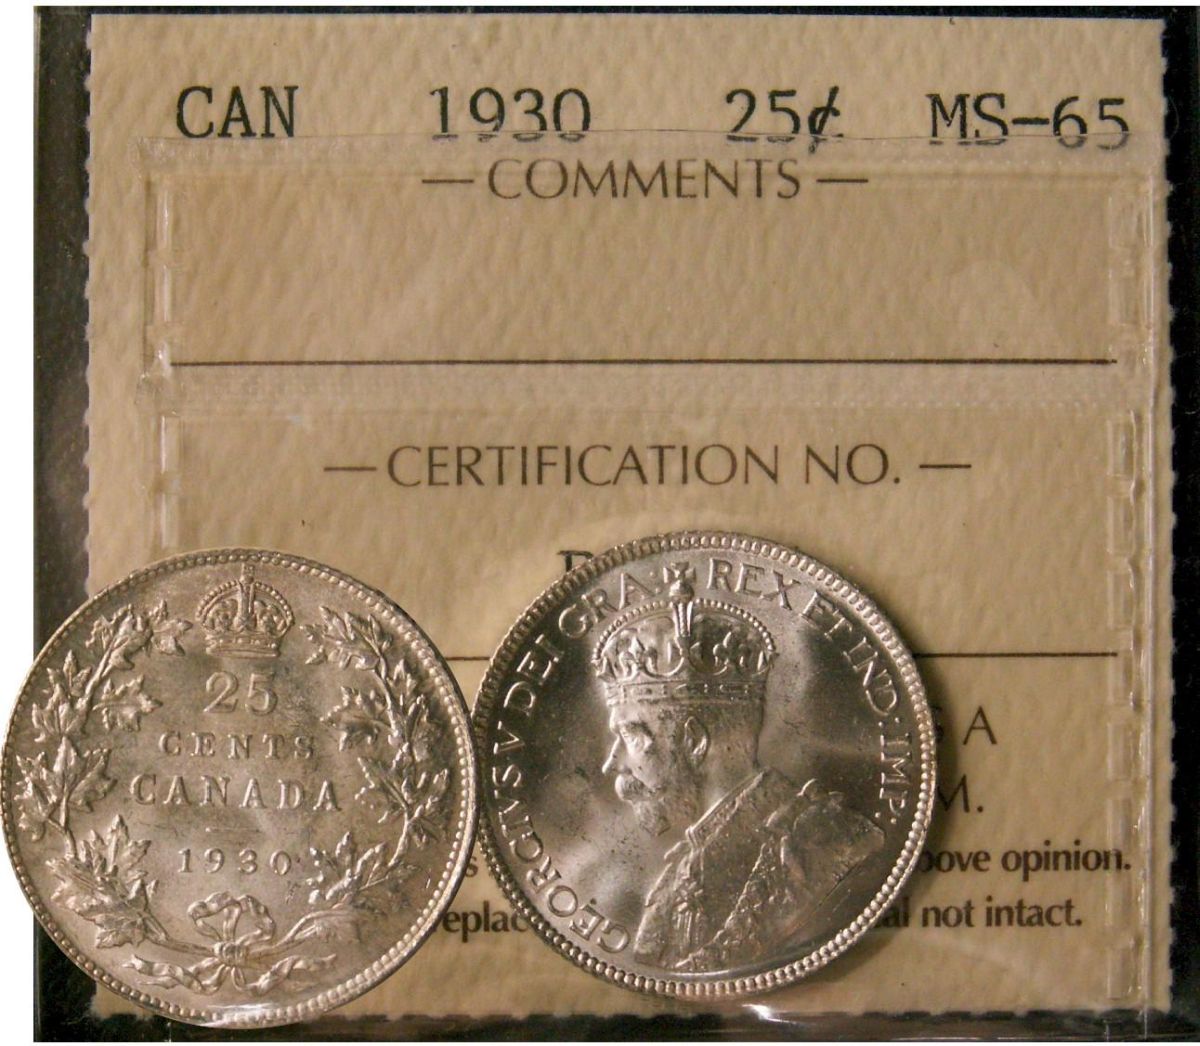 CAN 1930 25¢ MS-65
— COMMENTS —
— CERTIFICATION NO. —
25
CENTS
CANADA
1930
GEORGIVS V DEI GRA: REX ET IND: IMP:
A
M.
opinion.
not intact.